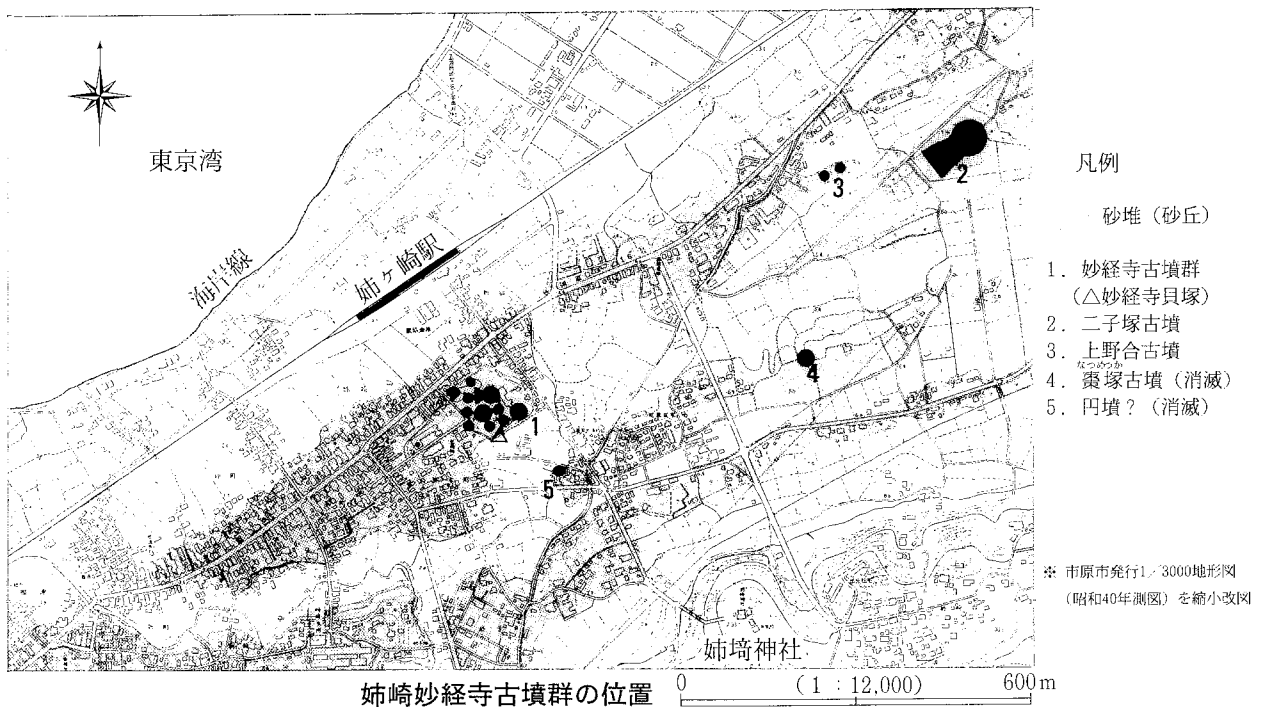 東京湾
海岸線
姉ヶ崎駅
1
2
3
4
5
姉埼神社
凡例
砂堆（砂丘）
1．妙経寺古墳群
（△妙経寺貝塚）
2．二子塚古墳
3．上野合古墳
なつめづか
4．棗塚古墳（消滅）
5．円墳？（消滅）
※ 市原市発行1／3000地形図
（昭和40年測図）を縮小改図
姉崎妙経寺古墳群の位置
0 （1：12,000） 600m